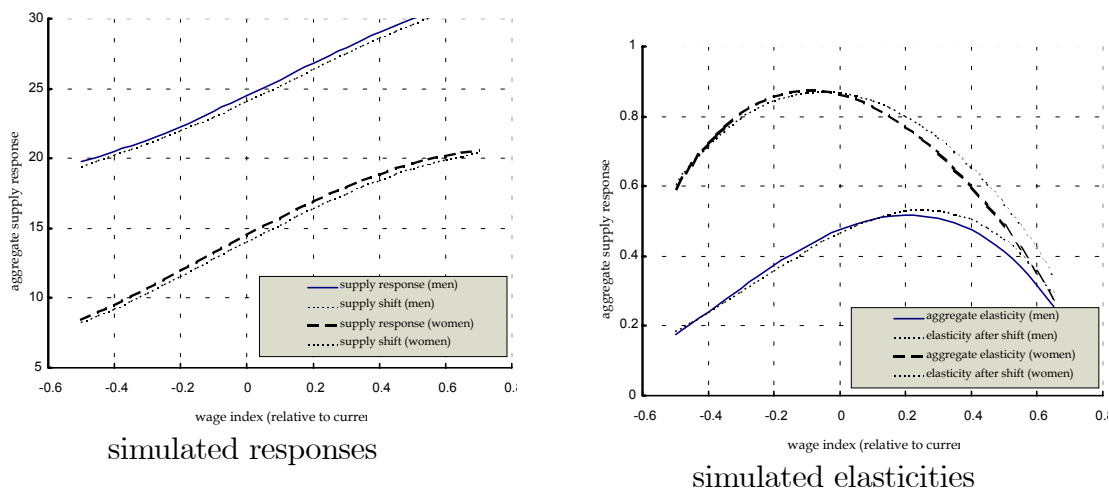 30
25
20
15
10
5
aggregate supply response
-0.6
-0.4
-0.2
0
0.2
0.4
0.6
supply response (men)
supply shift (men)
supply response (women)
supply shift (women)
wage index (relative to
simulated responses
1
0.8
0.6
0.4
0.2
0
aggregate supply response
-0.6
-0.4
-0.2
0
0.2
0.4
0.6
aggregate elasticity (men)
elasticity after shift (men)
aggregate elasticity (women)
elasticity after shift (women)
wage index (relative to
simulated elasticities